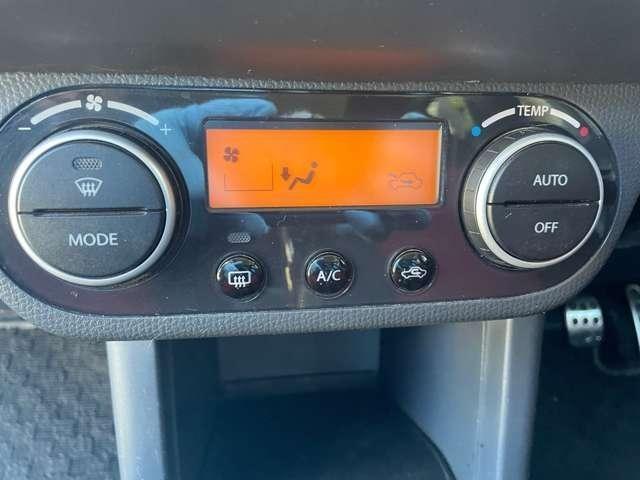 - +
TEMP
AUTO
OFF
MODE
A/C